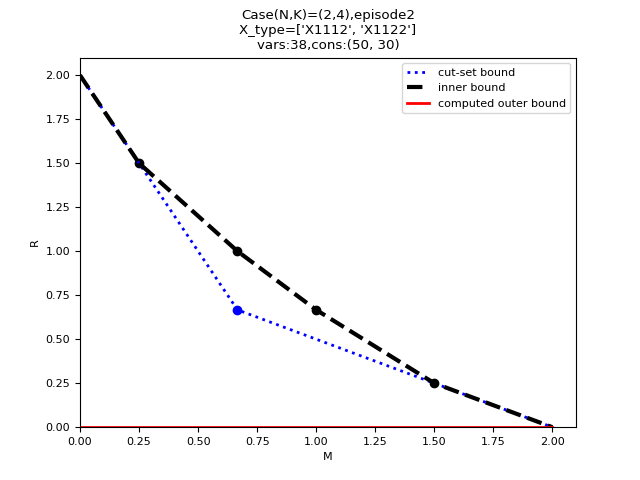 Case(N,K)=(2,4),episode2
X_type=['X1112', 'X1122']
vars:38,cons:(50, 30)
cut-set bound
inner bound
computed outer bound
2.00
1.75
1.50
1.25
1.00
0.75
0.50
0.25
0.00
R
0.00 0.25 0.50 0.75 1.00 1.25 1.50 1.75 2.00
M